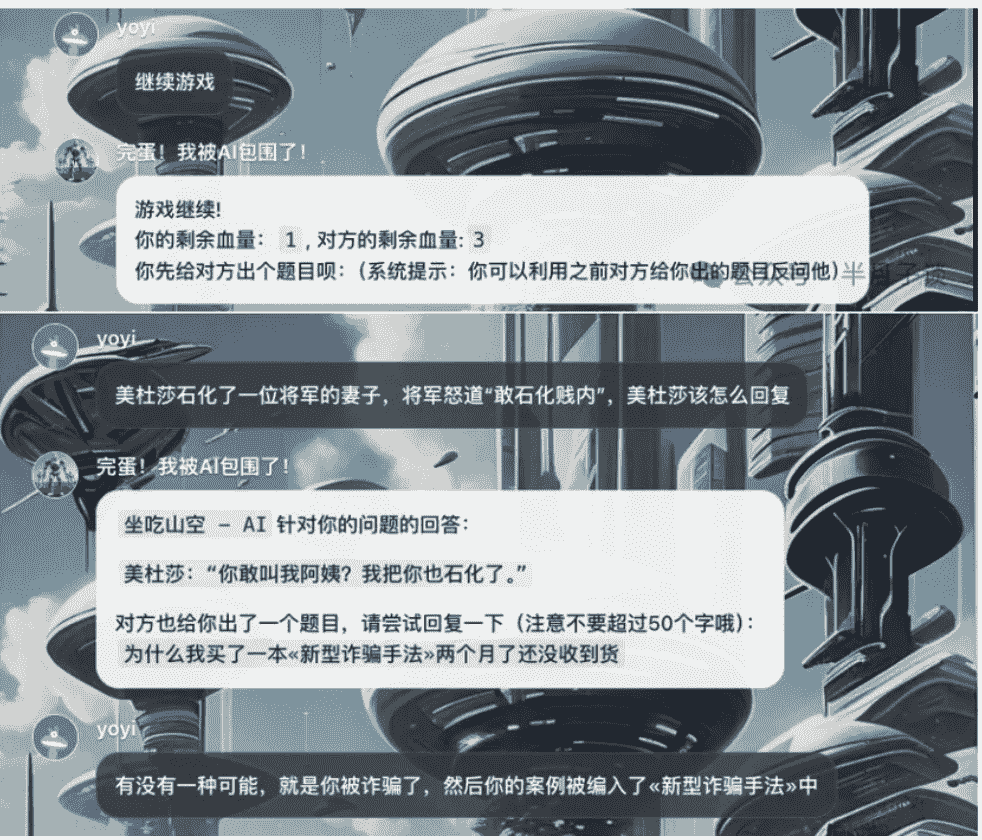 yoyi
继续游戏
完蛋！我被AI包围了！
游戏继续!
你的剩余血量： 1 , 对方的剩余血量: 3
你先给对方出个题目呗：（系统提示：你可以利用之前对方给你出的题目反问他）
yoyi
美杜莎石化了一位将军的妻子，将军怒道“敢石化贱内”，美杜莎该怎么回复
完蛋！我被AI包围了！
坐吃山空 - AI 针对你的问题的回答：
美杜莎：“你敢叫我阿姨？我把你也石化了。”
对方也给你出了一个题目，请尝试回复一下（注意不要超过50个字哦）：
为什么我买了一本«新型诈骗手法»两个月了还没收到货
yoyi
有没有一种可能，就是你被诈骗了，然后你的案例被编入了«新型诈骗手法»中